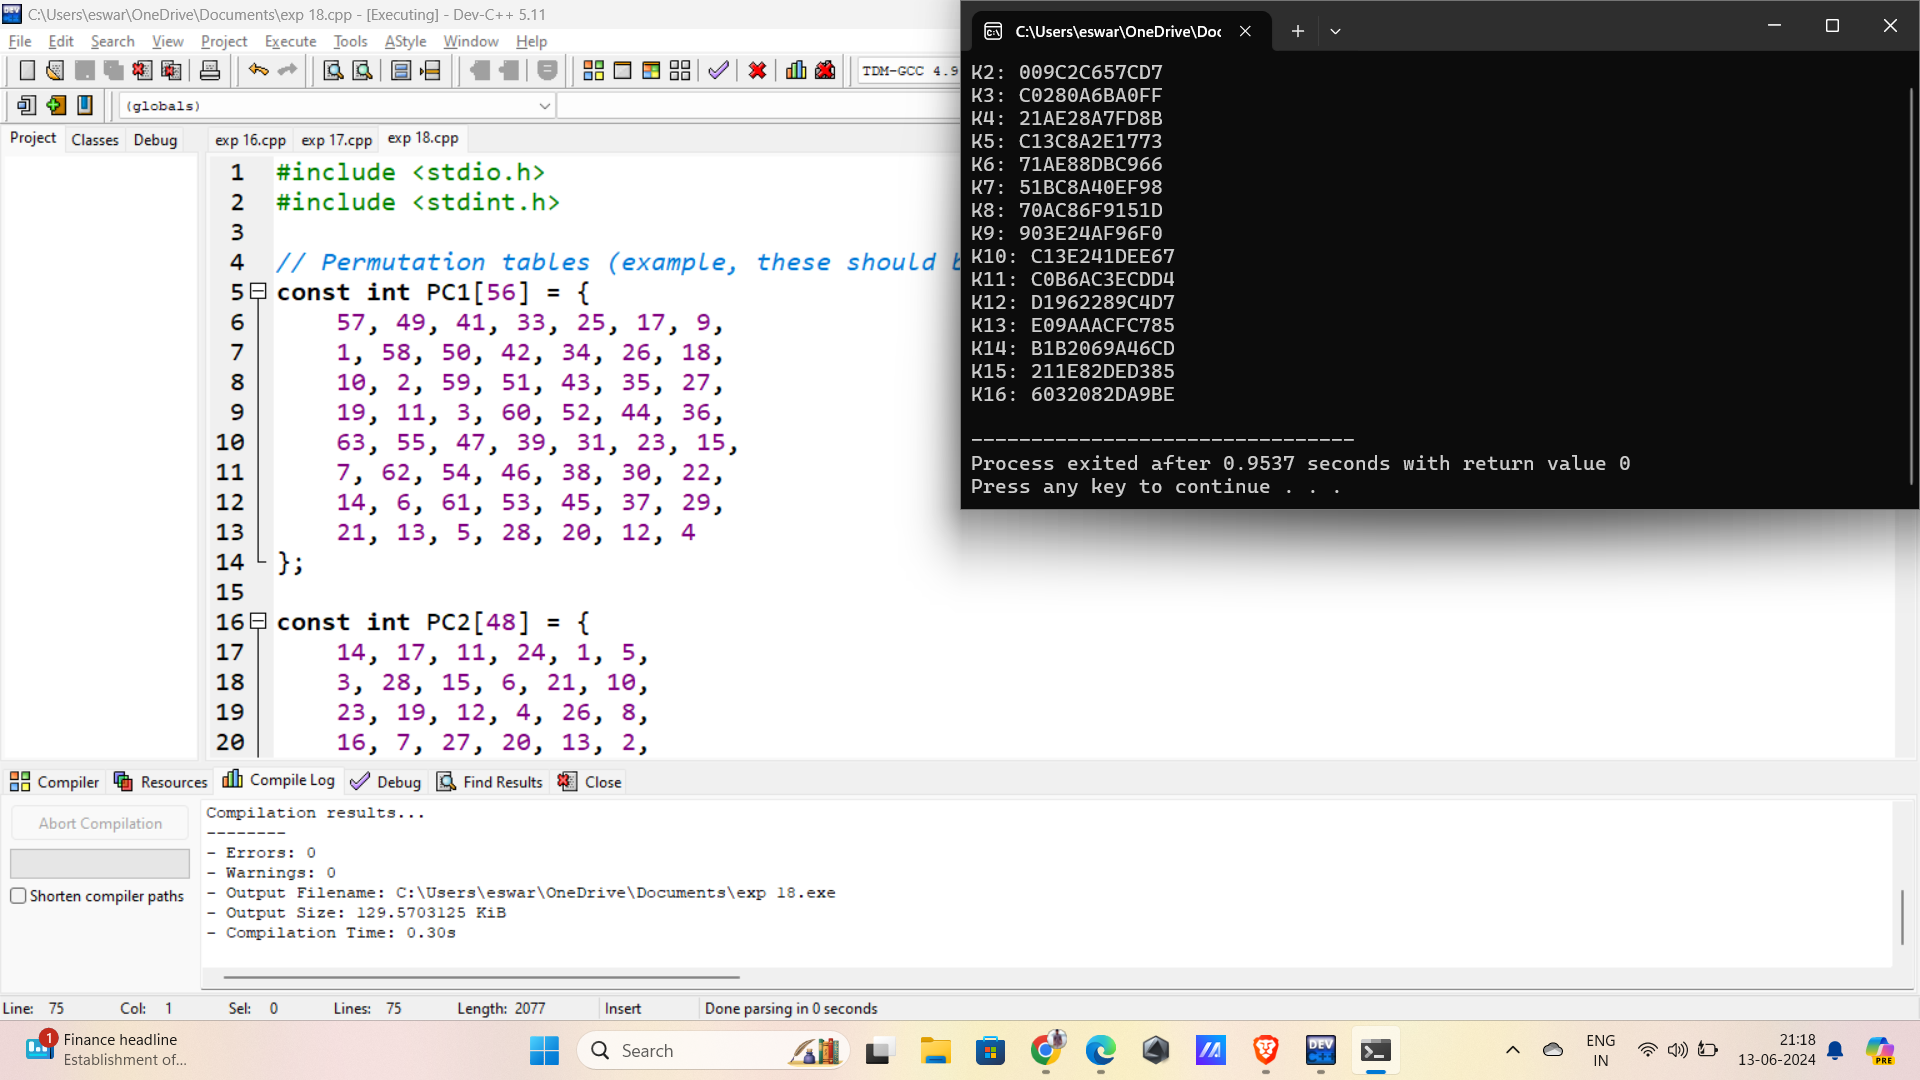 C:\Users\eswar\OneDrive\Documents\exp 18.cpp - [Executing] - Dev-C++ 5.11
File Edit Search View Project Execute Tools AStyle Window Help
TDM-GCC 4.9
(globals)
Project Classes Debug
exp 16.cpp exp 17.cpp exp 18.cpp
1 #include <stdio.h>
2 #include <stdint.h>
3
4 // Permutation tables (example, these should
5 const int PC1[56] = {
6 57, 49, 41, 33, 25, 17, 9,
7 1, 58, 50, 42, 34, 26, 18,
8 10, 2, 59, 51, 43, 35, 27,
9 19, 11, 3, 60, 52, 44, 36,
10 63, 55, 47, 39, 31, 23, 15,
11 7, 62, 54, 46, 38, 30, 22,
12 14, 6, 61, 53, 45, 37, 29,
13 21, 13, 5, 28, 20, 12, 4
14 };
15
16 const int PC2[48] = {
17 14, 17, 11, 24, 1, 5,
18 3, 28, 15, 6, 21, 10,
19 23, 19, 12, 4, 26, 8,
20 16, 7, 27, 20, 13, 2,
C:\Users\eswar\OneDrive\Doc
K2: 009C2C657CD7
K3: C0280A6BA0FF
K4: 21AE28A7FD8B
K5: C13C8A2E1773
K6: 71AE88DBC966
K7: 51BC8A40EF98
K8: 70AC86F9151D
K9: 903E24AF96F0
K10: C13E241DEE67
K11: C0B6AC3ECDD4
K12: D1962289C4D7
K13: E09AAACFC785
K14: B1B2069A46CD
K15: 211E82DED385
K16: 6032082DA9BE
--------------------------------
Process exited after 0.9537 seconds with return value 0
Press any key to continue . . .
Compiler Resources Compile Log Debug Find Results Close
Abort Compilation
Shorten compiler paths
Compilation results...
--------
- Errors: 0
- Warnings: 0
- Output Filename: C:\Users\eswar\OneDrive\Documents\exp 18.exe
- Output Size: 129.5703125 KiB
- Compilation Time: 0.30s
Line: 75 Col: 1 Sel: 0 Lines: 75 Length: 2077 Insert Done parsing in 0 seconds
1
Finance headline
Establishment of...
Search
DEV
PRE
ENG
IN
21:18
13-06-2024